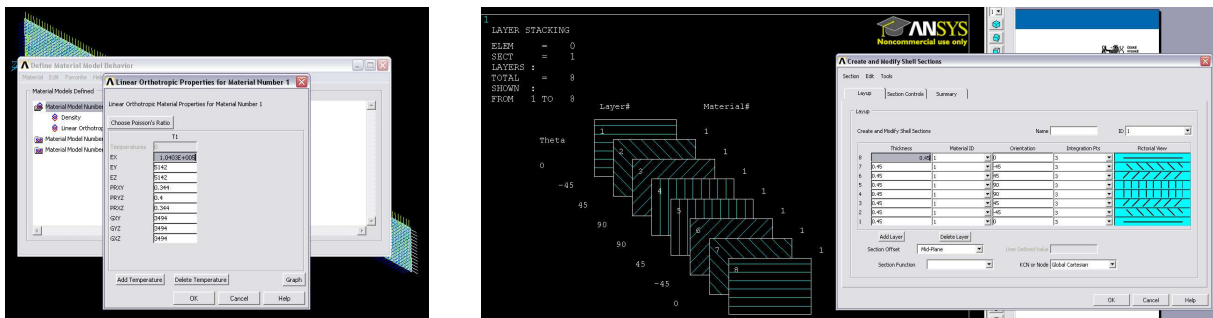 Define Material Model Behavior
Material Edit Favorite Help
Material Models Defined
Material Model Number
Density
Linear Orthotrop
Material Model Number
Material Model Number
Linear Orthotropic Properties for Material Number 1
Linear Orthotropic Material Properties for Material Number 1
Choose Poisson's Ratio
T1
Temperatures 0
EX 1.0403E+005
EY 5142
EZ 5142
PRXY 0.344
PRYZ 0.4
PRXZ 0.344
GXY 3494
GYZ 3494
GXZ 3494
Add Temperature Delete Temperature Graph
OK Cancel Help
1
LAYER STACKING
ELEM = 0
SECT = 1
LAYERS :
TOTAL = 8
SHOWN :
FROM 1 TO 8
ANSYS
Noncommercial use only
Layer# Material#
Theta
1 1
0 2 1
-45 3 1
45 4 1
90 5 1
90 6 1
45 7 1
-45 8 1
0
Create and Modify Shell Sections
Section Edit Tools
Layup Section Controls Summary
Layup
Create and Modify Shell Sections Name ID 1
Thickness Material ID Orientation Integration Pts Pictorial View
8 0.45 1 0 3
7 0.45 1 -45 3
6 0.45 1 45 3
5 0.45 1 90 3
4 0.45 1 90 3
3 0.45 1 45 3
2 0.45 1 -45 3
1 0.45 1 0 3
Add Layer Delete Layer
Section Offset Mid-Plane User Defined Value
Section Function KCN or Node Global Cartesian
OK Cancel Help